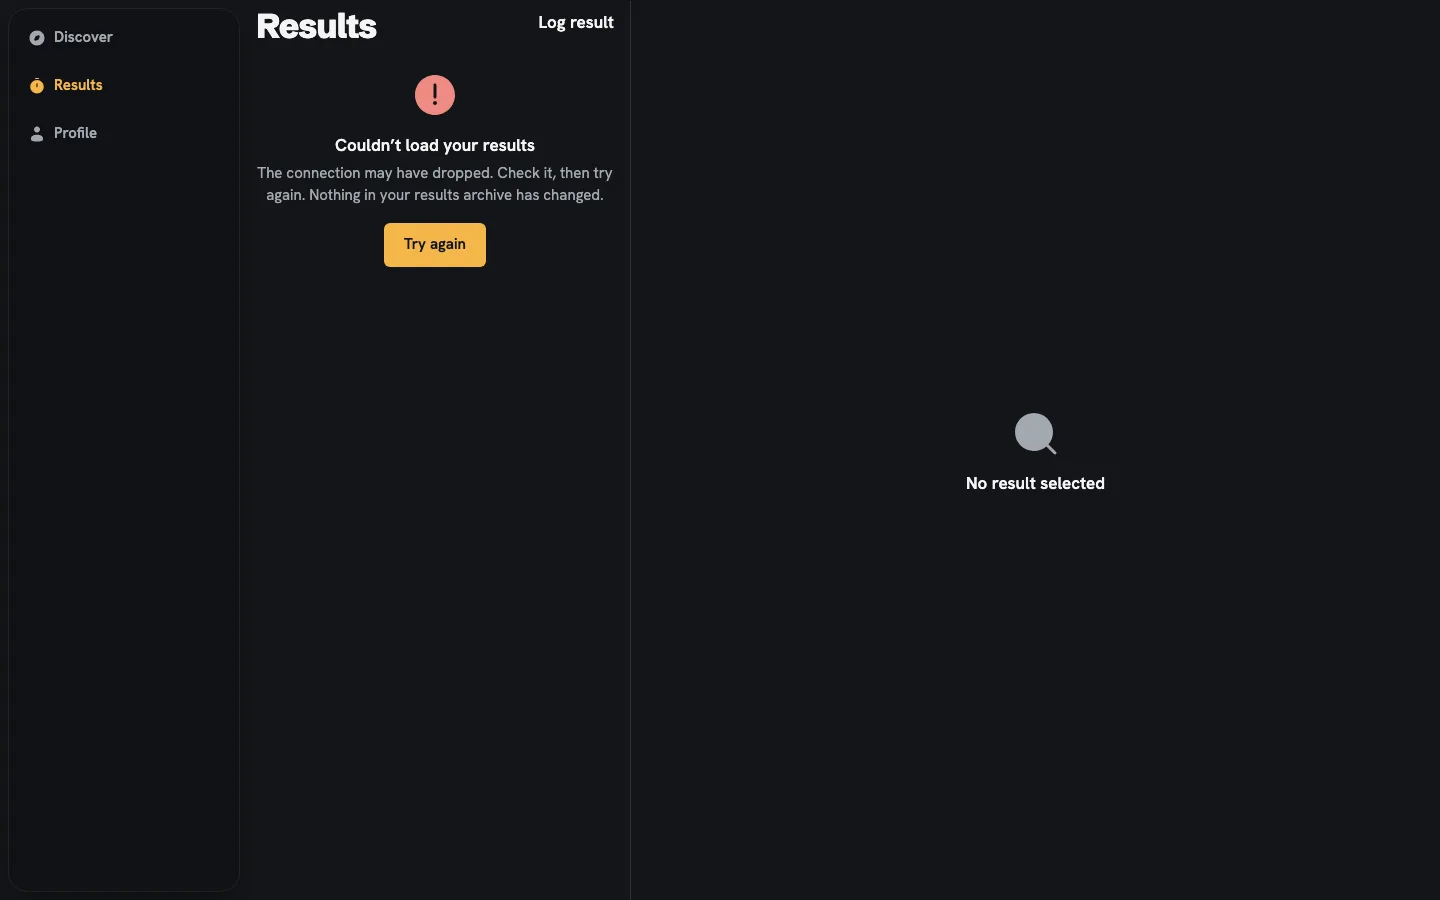 Discover
Results
Profile
Results
Log result
Couldn’t load your results
The connection may have dropped. Check it, then try
again. Nothing in your results archive has changed.
Try again
No result selected